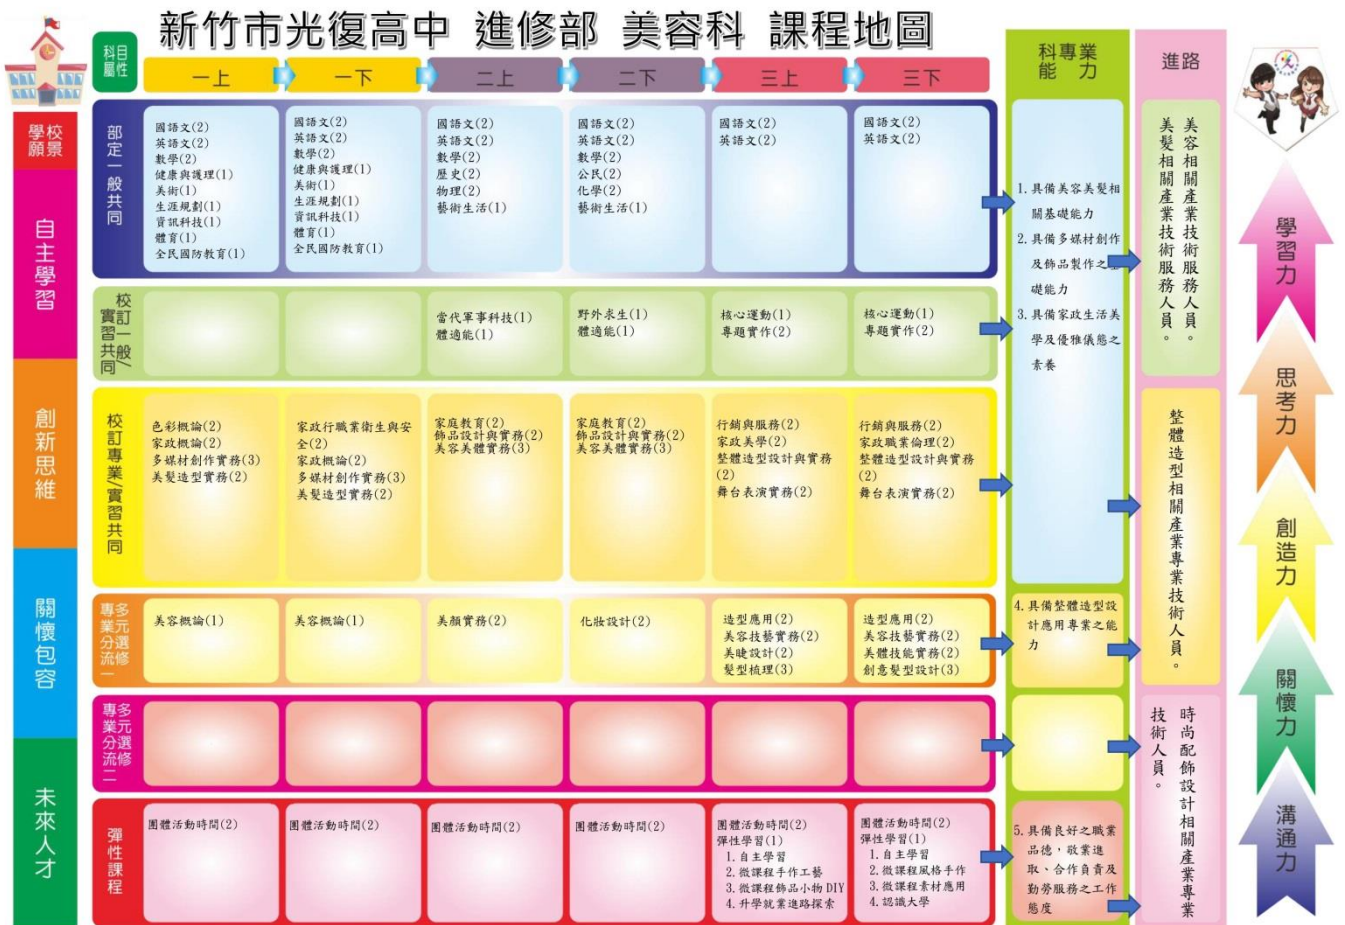 新竹市光復高中 進修部 美容科 課程地圖
科目
屬性
一上
一下
二上
二下
三上
三下
科專業
能 力
進路
學校
願景
自主學習
創新思維
關懷包容
未來人才
部定一般共同
國語文(2)
英語文(2)
數學(2)
健康與護理(1)
美術(1)
生涯規劃(1)
資訊科技(1)
體育(1)
全民國防教育(1)
國語文(2)
英語文(2)
數學(2)
健康與護理(1)
美術(1)
生涯規劃(1)
資訊科技(1)
體育(1)
全民國防教育(1)
國語文(2)
英語文(2)
數學(2)
歷史(2)
物理(2)
藝術生活(1)
國語文(2)
英語文(2)
數學(2)
公民(2)
化學(2)
藝術生活(1)
國語文(2)
英語文(2)
國語文(2)
英語文(2)
校訂一般/
實習共同
當代軍事科技(1)
體適能(1)
野外求生(1)
體適能(1)
核心運動(1)
專題實作(2)
核心運動(1)
專題實作(2)
校訂專業/實習共同
色彩概論(2)
家政概論(2)
多媒材創作實務(3)
美髮造型實務(2)
家政行職業衛生與安
全(2)
家政概論(2)
多媒材創作實務(3)
美髮造型實務(2)
家庭教育(2)
飾品設計與實務(2)
美容美體實務(3)
家庭教育(2)
飾品設計與實務(2)
美容美體實務(3)
行銷與服務(2)
家政美學(2)
整體造型設計與實務
(2)
舞台表演實務(2)
行銷與服務(2)
家政職業倫理(2)
整體造型設計與實務
(2)
舞台表演實務(2)
多元選修
專業分流一
美容概論(1)
美容概論(1)
美顏實務(2)
化妝設計(2)
造型應用(2)
美容技藝實務(2)
美睫設計(2)
髮型梳理(3)
造型應用(2)
美容技藝實務(2)
美體技能實務(2)
創意髮型設計(3)
多元選修
專業分流二
彈性課程
團體活動時間(2)
團體活動時間(2)
團體活動時間(2)
團體活動時間(2)
團體活動時間(2)
彈性學習(1)
1.自主學習
2.微課程手作工藝
3.微課程飾品小物DIY
4.升學就業進路探索
團體活動時間(2)
彈性學習(1)
1.自主學習
2.微課程風格手作
3.微課程素材應用
4.認識大學
1.具備美容美髮相
關基礎能力
2.具備多媒材創作
及飾品製作之基
礎能力
3.具備家政生活美
學及優雅儀態之
素養
4.具備整體造型設
計應用專業之能
力
5.具備良好之職業
品德,敬業進
取、合作負責及
勤勞服務之工作
態度
美容相關產業技術服務人員。
美髮相關產業技術服務人員。
整體造型相關產業專業技術人員。
時尚配飾設計相關產業專業
技術人員。
學習力
思考力
創造力
關懷力
溝通力